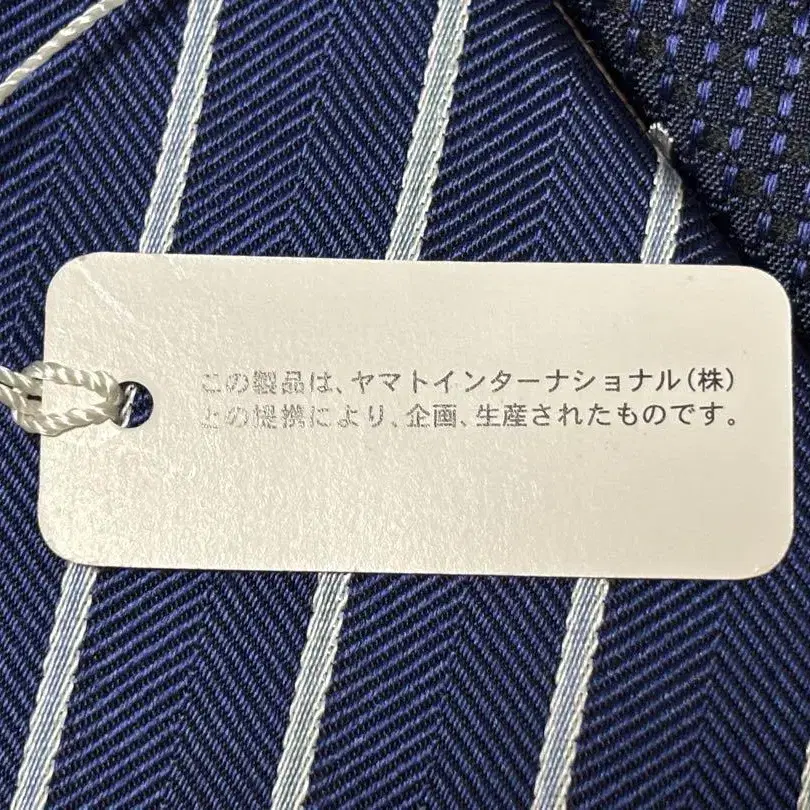 この製品は、ヤマトインターナショナル(株)
との提携により、企画、生産されたものです。